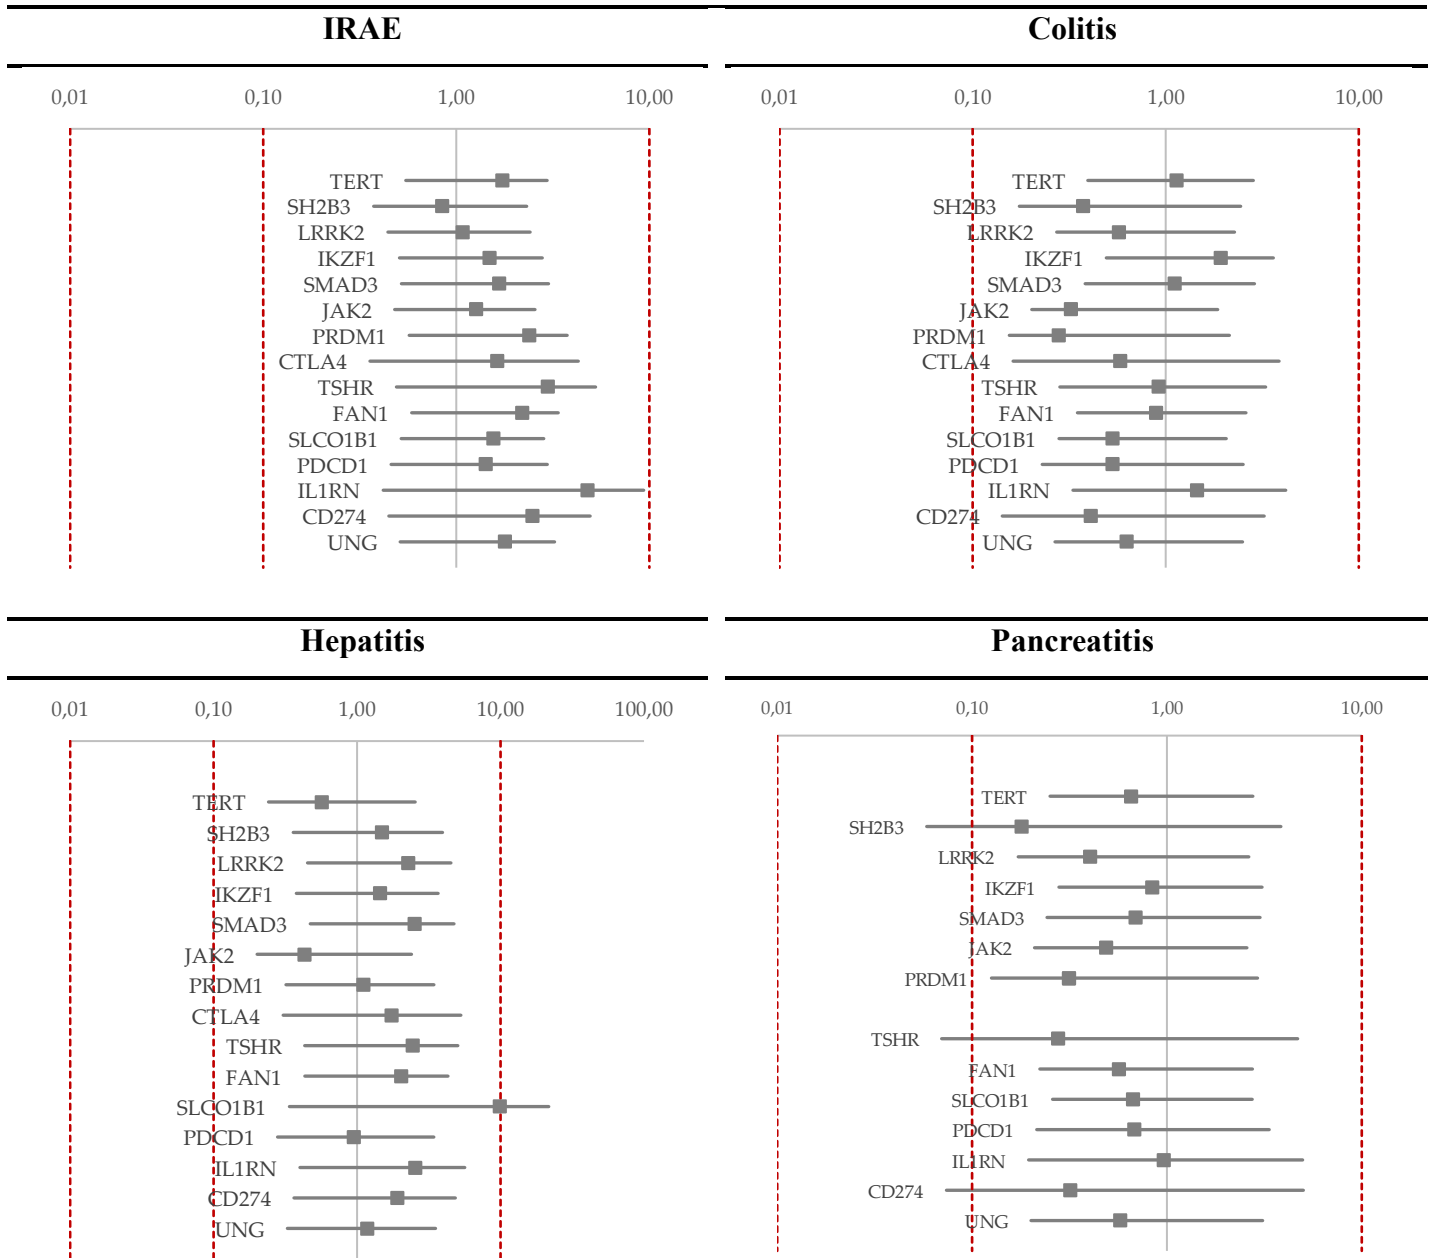 IRAE
0,01 0,10 1,00 10,00
TERT
SH2B3
LRRK2
IKZF1
SMAD3
JAK2
PRDM1
CTLA4
TSHR
FAN1
SLCO1B1
PDCD1
IL1RN
CD274
UNG
Colitis
0,01 0,10 1,00 10,00
TERT
SH2B3
LRRK2
IKZF1
SMAD3
JAK2
PRDM1
CTLA4
TSHR
FAN1
SLCO1B1
PDCD1
IL1RN
CD274
UNG
Hepatitis
0,01 0,10 1,00 10,00 100,00
TERT
SH2B3
LRRK2
IKZF1
SMAD3
JAK2
PRDM1
CTLA4
TSHR
FAN1
SLCO1B1
PDCD1
IL1RN
CD274
UNG
Pancreatitis
0,01 0,10 1,00 10,00
TERT
SH2B3
LRRK2
IKZF1
SMAD3
JAK2
PRDM1
TSHR
FAN1
SLCO1B1
PDCD1
IL1RN
CD274
UNG